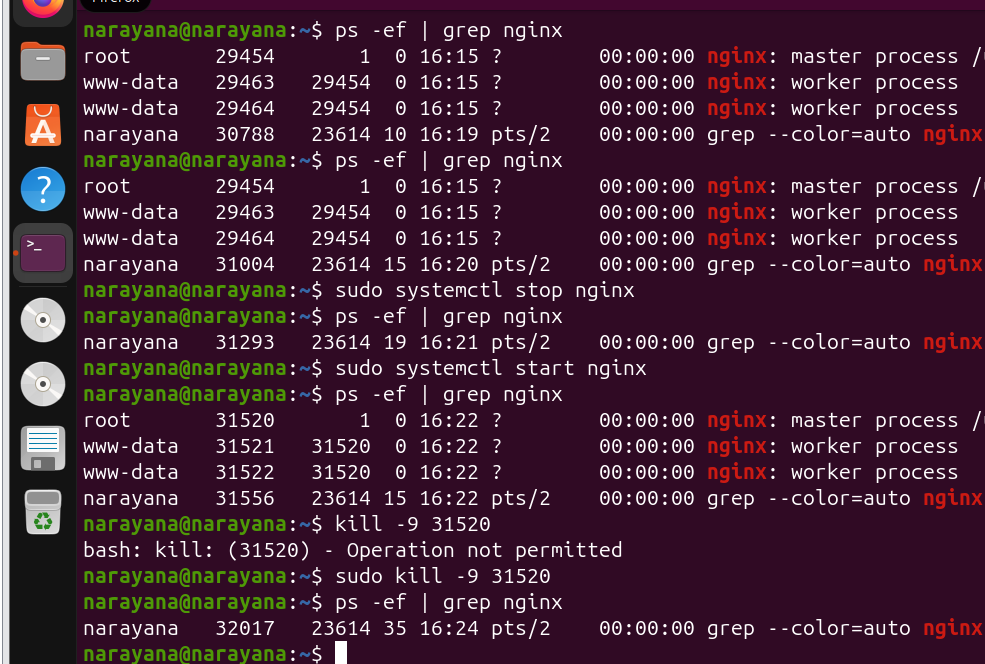 narayana@narayana:~$ ps -ef | grep nginx
root       29454       1  0 16:15 ?        00:00:00 nginx: master process /
www-data   29463   29454  0 16:15 ?        00:00:00 nginx: worker process
www-data   29464   29454  0 16:15 ?        00:00:00 nginx: worker process
narayana   30788   23614 10 16:19 pts/2    00:00:00 grep --color=auto nginx
narayana@narayana:~$ ps -ef | grep nginx
root       29454       1  0 16:15 ?        00:00:00 nginx: master process /
www-data   29463   29454  0 16:15 ?        00:00:00 nginx: worker process
www-data   29464   29454  0 16:15 ?        00:00:00 nginx: worker process
narayana   31004   23614 15 16:20 pts/2    00:00:00 grep --color=auto nginx
narayana@narayana:~$ sudo systemctl stop nginx
narayana@narayana:~$ ps -ef | grep nginx
narayana   31293   23614 19 16:21 pts/2    00:00:00 grep --color=auto nginx
narayana@narayana:~$ sudo systemctl start nginx
narayana@narayana:~$ ps -ef | grep nginx
root       31520       1  0 16:22 ?        00:00:00 nginx: master process /
www-data   31521   31520  0 16:22 ?        00:00:00 nginx: worker process
www-data   31522   31520  0 16:22 ?        00:00:00 nginx: worker process
narayana   31556   23614 15 16:22 pts/2    00:00:00 grep --color=auto nginx
narayana@narayana:~$ kill -9 31520
bash: kill: (31520) - Operation not permitted
narayana@narayana:~$ sudo kill -9 31520
narayana@narayana:~$ ps -ef | grep nginx
narayana   32017   23614 35 16:24 pts/2    00:00:00 grep --color=auto nginx
narayana@narayana:~$